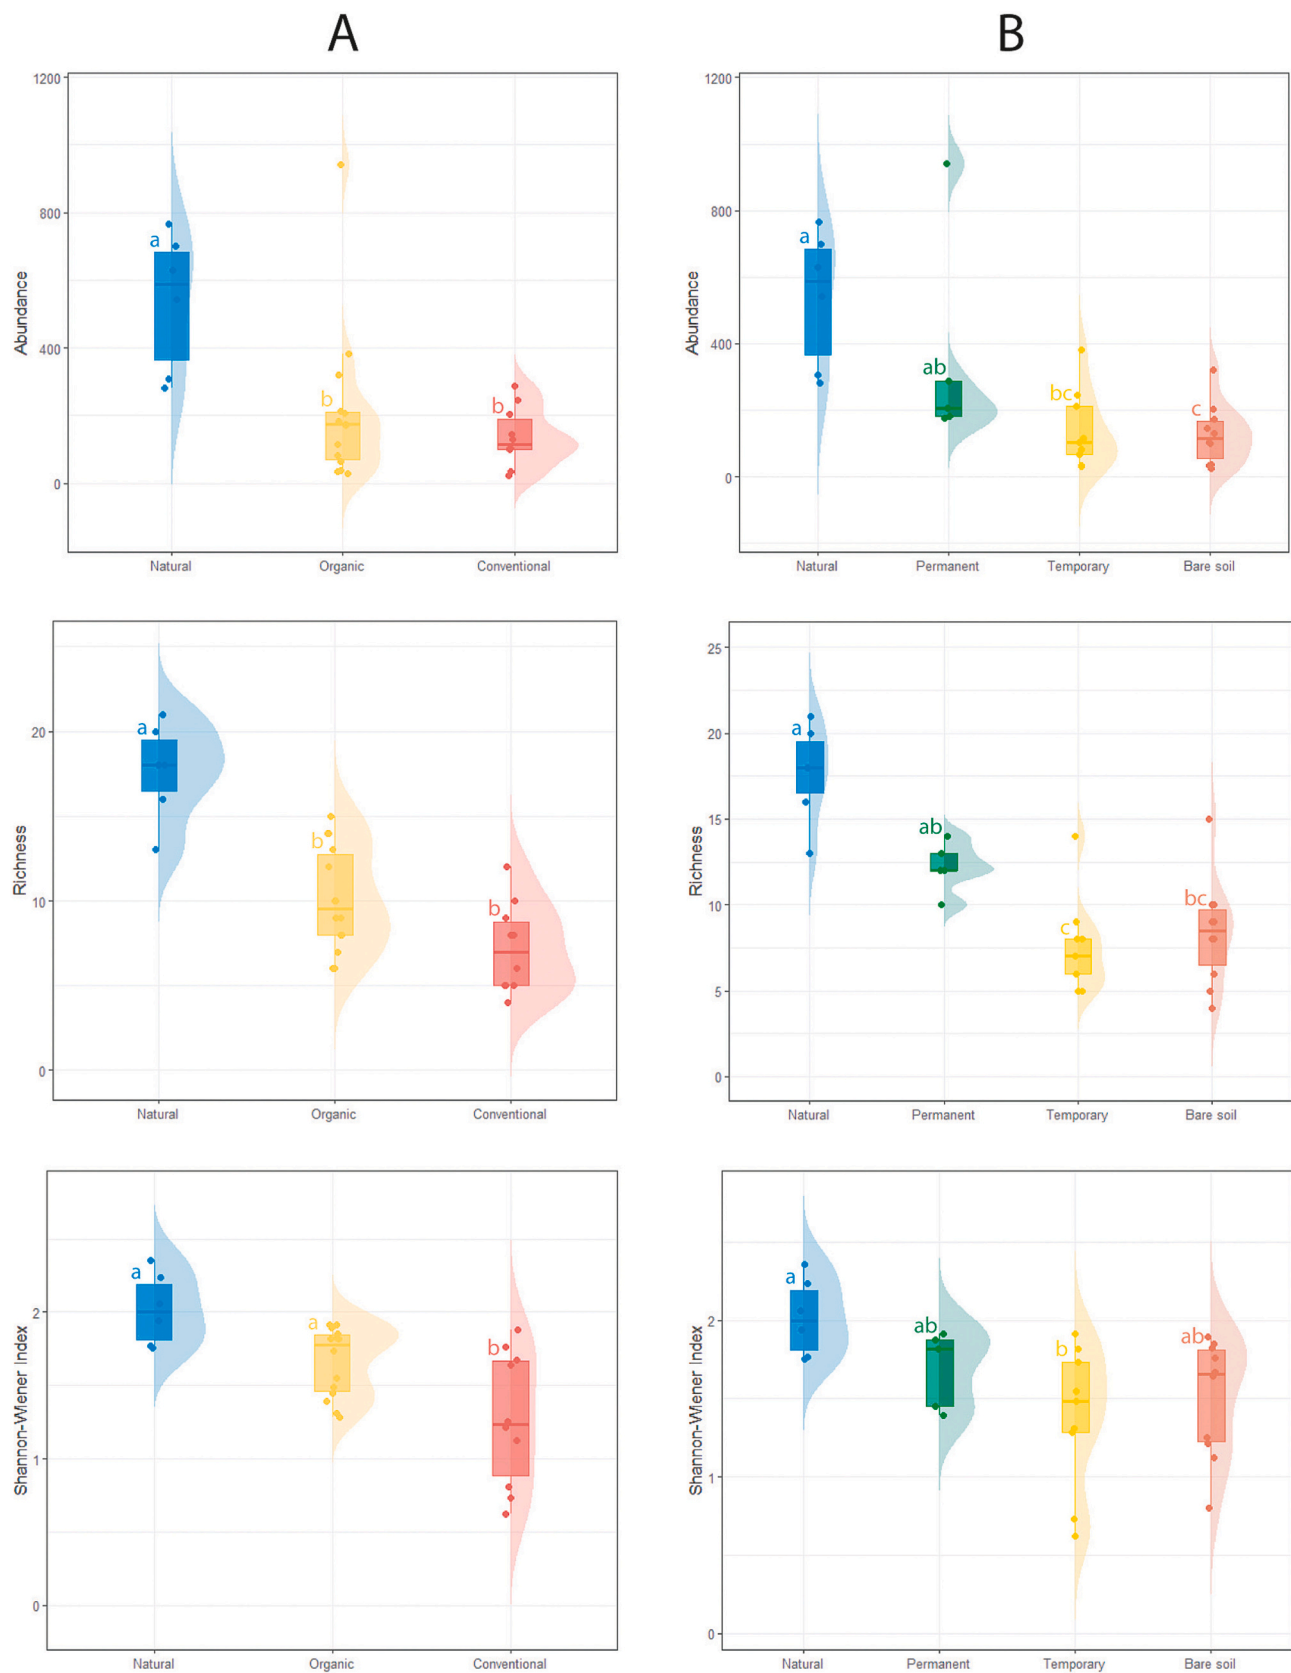 A
B
1200
800
400
0
Abundance
a
b
b
Natural
Organic
Conventional
1200
800
400
0
Abundance
a
ab
bc
c
Natural
Permanent
Temporary
Bare soil
20
10
0
Richness
a
b
b
Natural
Organic
Conventional
25
20
15
10
5
0
Richness
a
ab
c
bc
Natural
Permanent
Temporary
Bare soil
2
1
0
Shannon-Wiener Index
a
a
b
Natural
Organic
Conventional
2
1
0
Shannon-Wiener Index
a
ab
b
ab
Natural
Permanent
Temporary
Bare soil